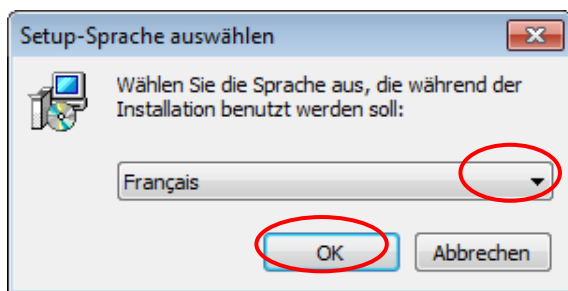 Setup-Sprache auswählen
Wählen Sie die Sprache aus, die während der
Installation benutzt werden soll:
Français
OK
Abbrechen